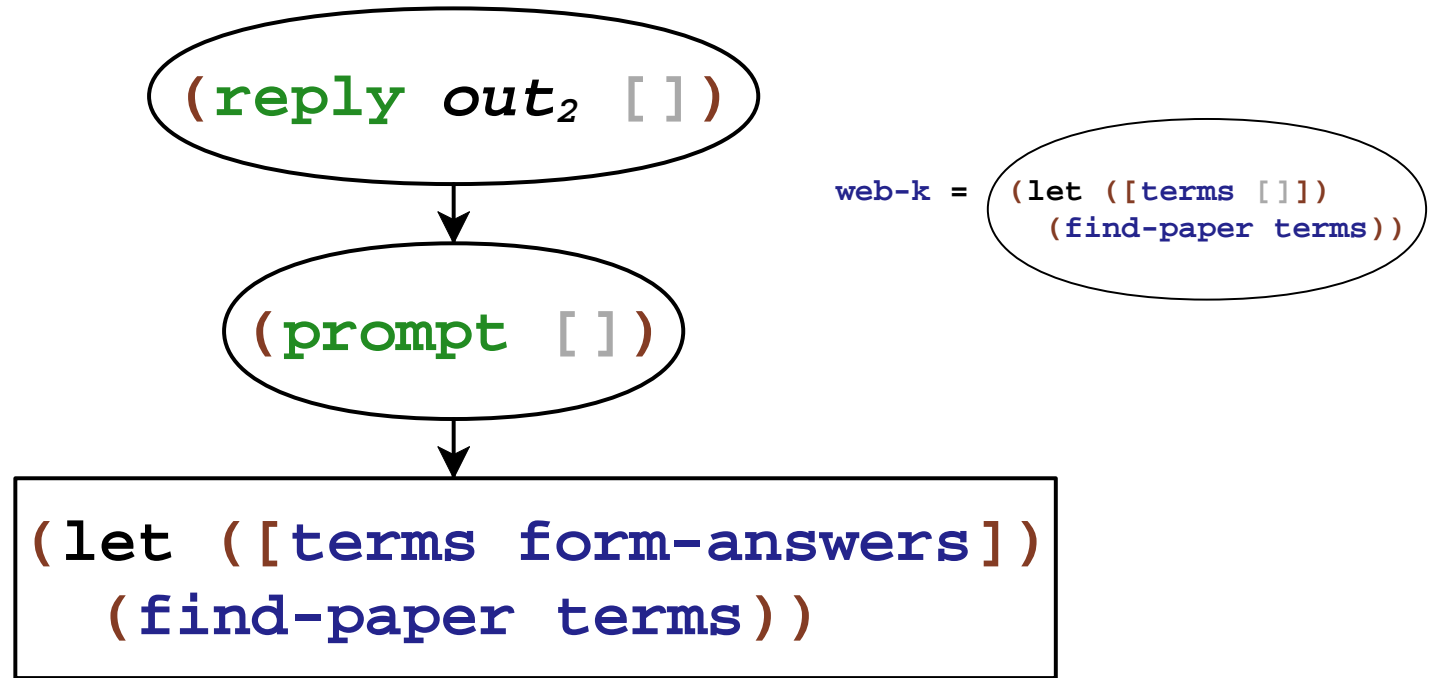 (reply out₂ [])
web-k = (let ([terms []])
(find-paper terms))
(prompt [])
(let ([terms form-answers])
(find-paper terms))